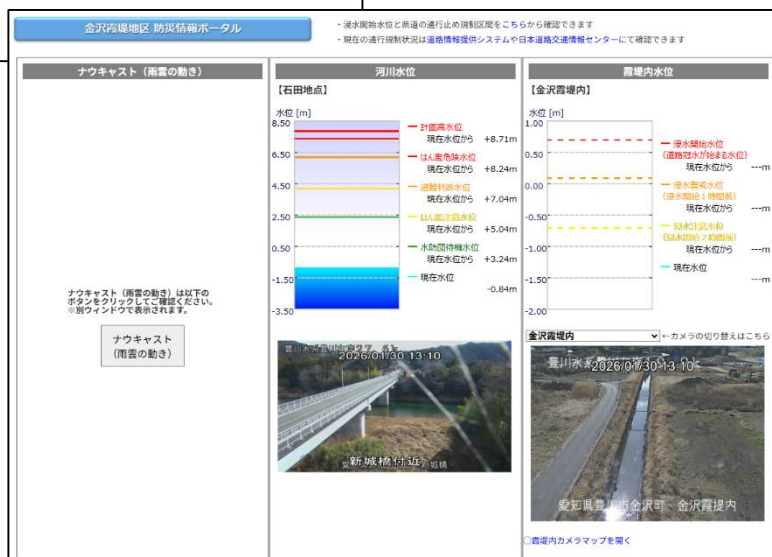 金沢霞堤地区 防災情報ポータル
・浸水開始水位と県道の通行止め規制区間をこちらから確認できます
・現在の通行規制状況は道路情報提供システムや日本道路交通情報センターにて確認できます
ナウキャスト（雨雲の動き）
ナウキャスト（雨雲の動き）は以下の
ボタンをクリックしてご確認ください。
※別ウィンドウで表示されます。
ナウキャスト
（雨雲の動き）
河川水位
【石田地点】
水位 [m]
8.50
6.50
4.50
2.50
0.50
-1.50
-3.50
計画高水位
現在水位から +8.71m
はん濫危険水位
現在水位から +8.24m
避難判断水位
現在水位から +7.04m
はん濫注意水位
現在水位から +5.04m
水防団待機水位
現在水位から +3.24m
現在水位
-0.84m
2026/01/30 13:10
新城橋付近
霞堤内水位
【金沢霞堤内】
水位 [m]
1.00
0.50
0.00
-0.50
-1.00
-1.50
-2.00
浸水開始水位
(道路冠水が始まる水位)
現在水位から ---m
浸水警戒水位
(浸水開始１時間前)
現在水位から ---m
浸水注意水位
(浸水開始２時間前)
現在水位から ---m
現在水位
---m
金沢霞堤内 ←カメラの切り替えはこちら
2026/01/30 13:10
愛知県豊川市金沢町 金沢霞堤内
○霞堤内カメラマップを開く